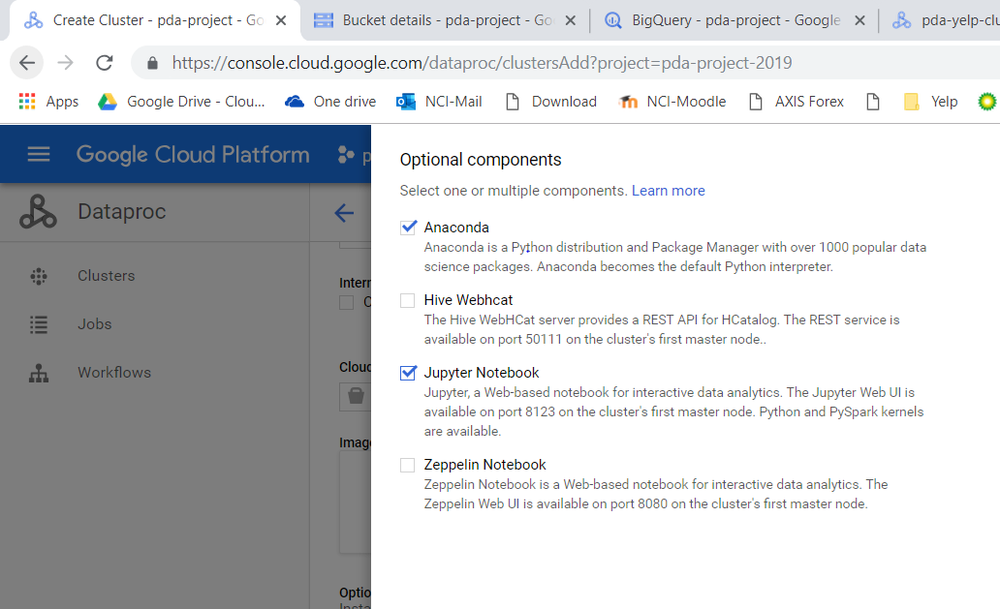 Create Cluster - pda-project - Go
Bucket details - pda-project - Go
BigQuery - pda-project - Google
pda-yelp-clu
https://console.cloud.google.com/dataproc/clustersAdd?project=pda-project-2019
Apps
Google Drive - Clou...
One drive
NCI-Mail
Download
NCI-Moodle
AXIS Forex
Yelp
Google Cloud Platform
p
Dataproc
Clusters
Jobs
Workflows
Intern
C
Cloud
Image
Optio
Insta
Optional components
Select one or multiple components. Learn more
Anaconda
Anaconda is a Python distribution and Package Manager with over 1000 popular data
science packages. Anaconda becomes the default Python interpreter.
Hive Webhcat
The Hive WebHCat server provides a REST API for HCatalog. The REST service is
available on port 50111 on the cluster's first master node..
Jupyter Notebook
Jupyter, a Web-based notebook for interactive data analytics. The Jupyter Web UI is
available on port 8123 on the cluster's first master node. Python and PySpark kernels
are available.
Zeppelin Notebook
Zeppelin Notebook is a Web-based notebook for interactive data analytics. The
Zeppelin Web UI is available on port 8080 on the cluster's first master node.